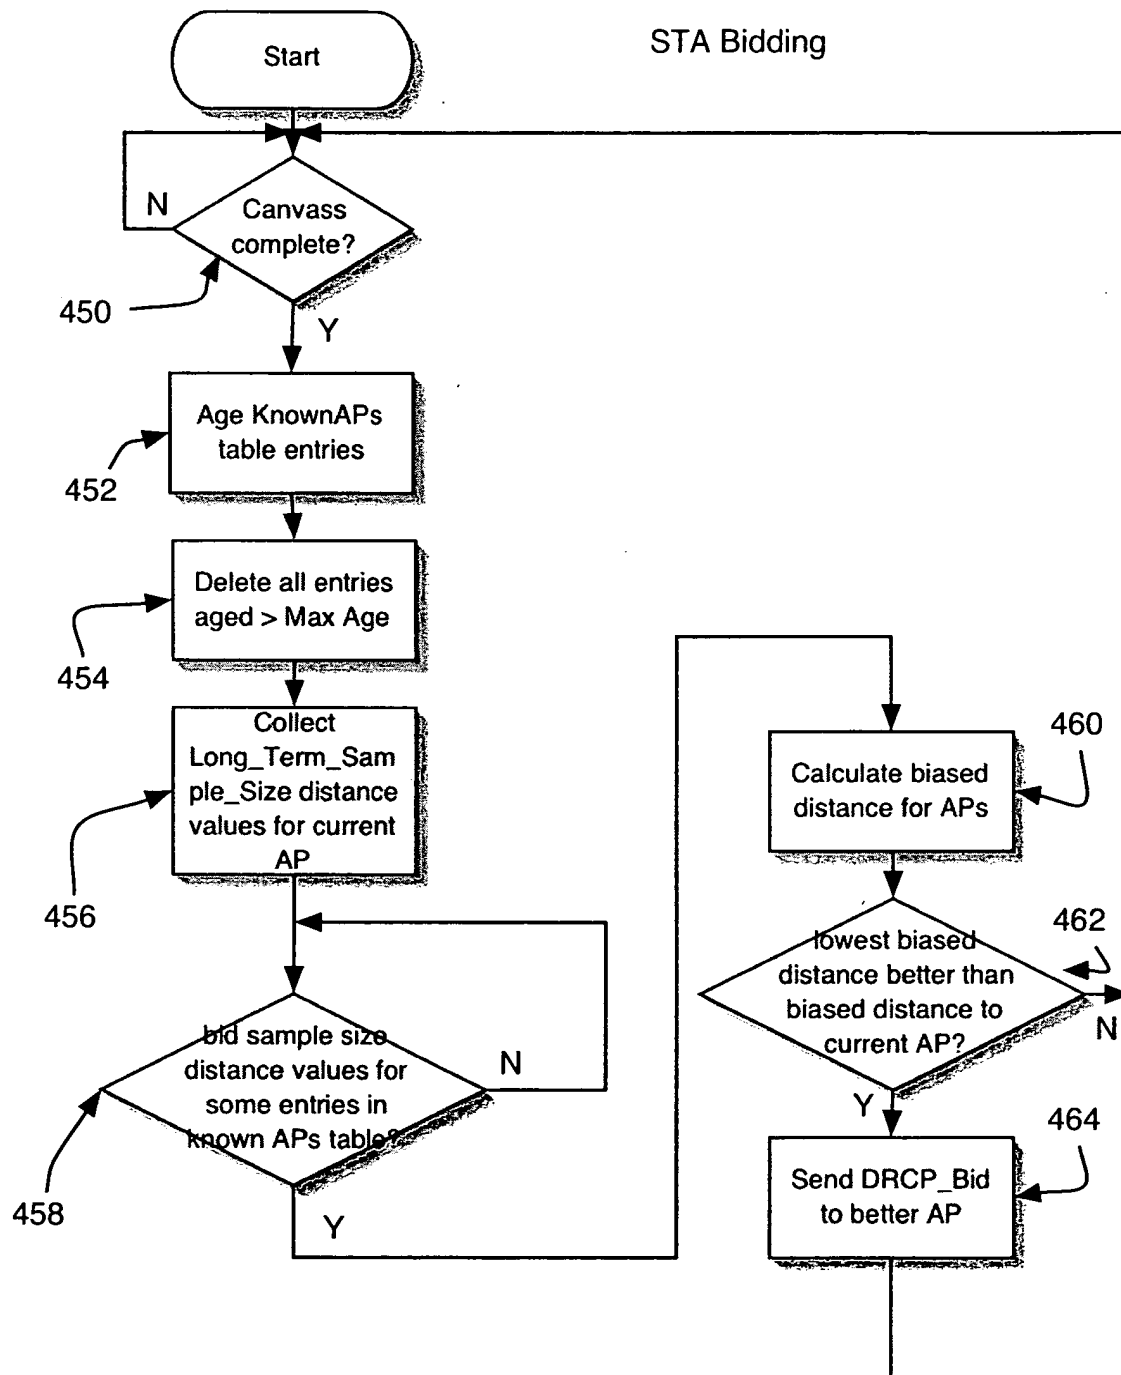 STA Bidding
Start
N
Canvass
complete?
450
Y
Age KnownAPs
table entries
452
Delete all entries
aged > Max Age
454
Collect
Long_Term_Sam
ple_Size distance
values for current
AP
456
bid sample size
distance values for
some entries in
known APs table?
N
458
Y
460
Calculate biased
distance for APs
462
lowest biased
distance better than
biased distance to
current AP?
N
Y
464
Send DRCP_Bid
to better AP